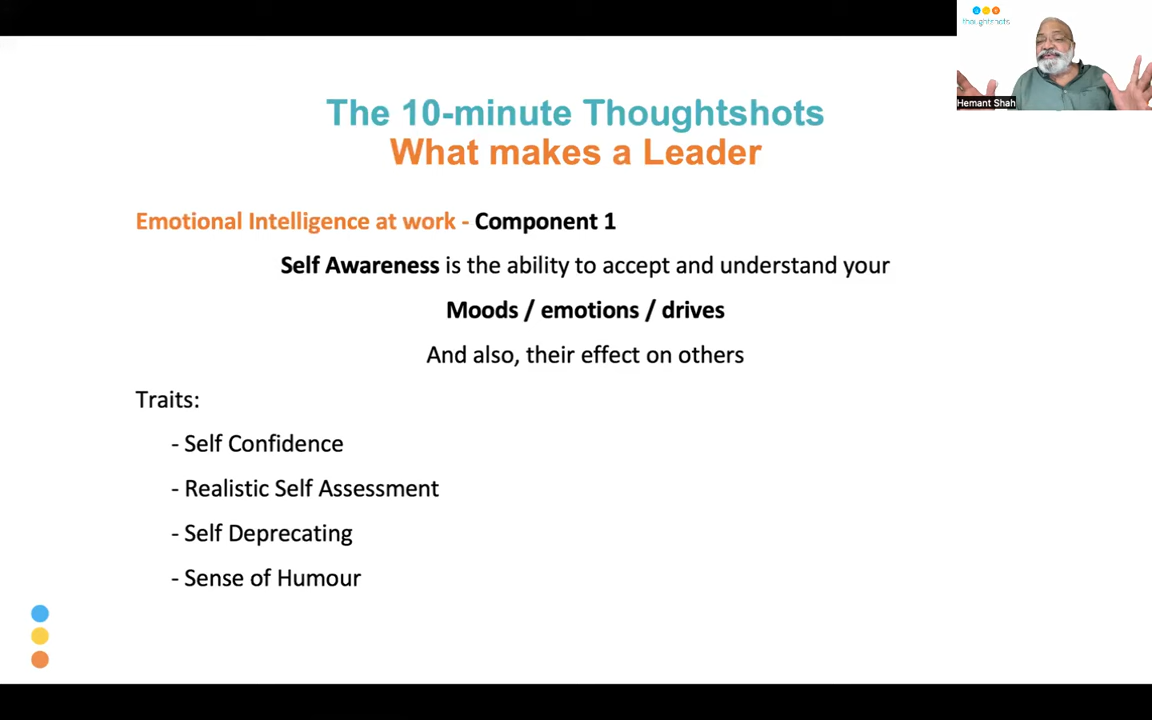 thoughtshots
Hemant Shah
The 10-minute Thoughtshots
What makes a Leader
Emotional Intelligence at work - Component 1
Self Awareness is the ability to accept and understand your
Moods / emotions / drives
And also, their effect on others
Traits:
- Self Confidence
- Realistic Self Assessment
- Self Deprecating
- Sense of Humour